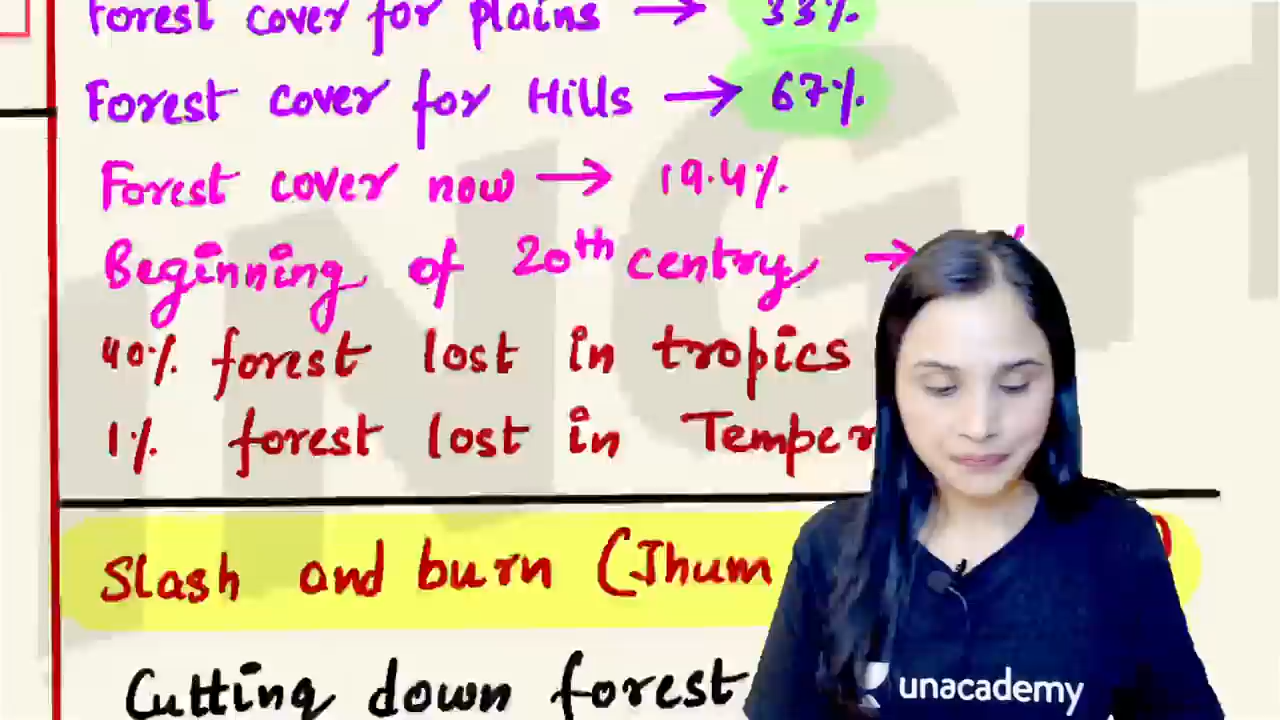 Forest cover for plains → 33%
Forest cover for Hills → 67%
Forest cover now → 19.4%
Beginning of 20th centry →
40% forest lost in tropics
1% forest lost in
Slash and burn (Jhum
Cutting down forest
unacademy